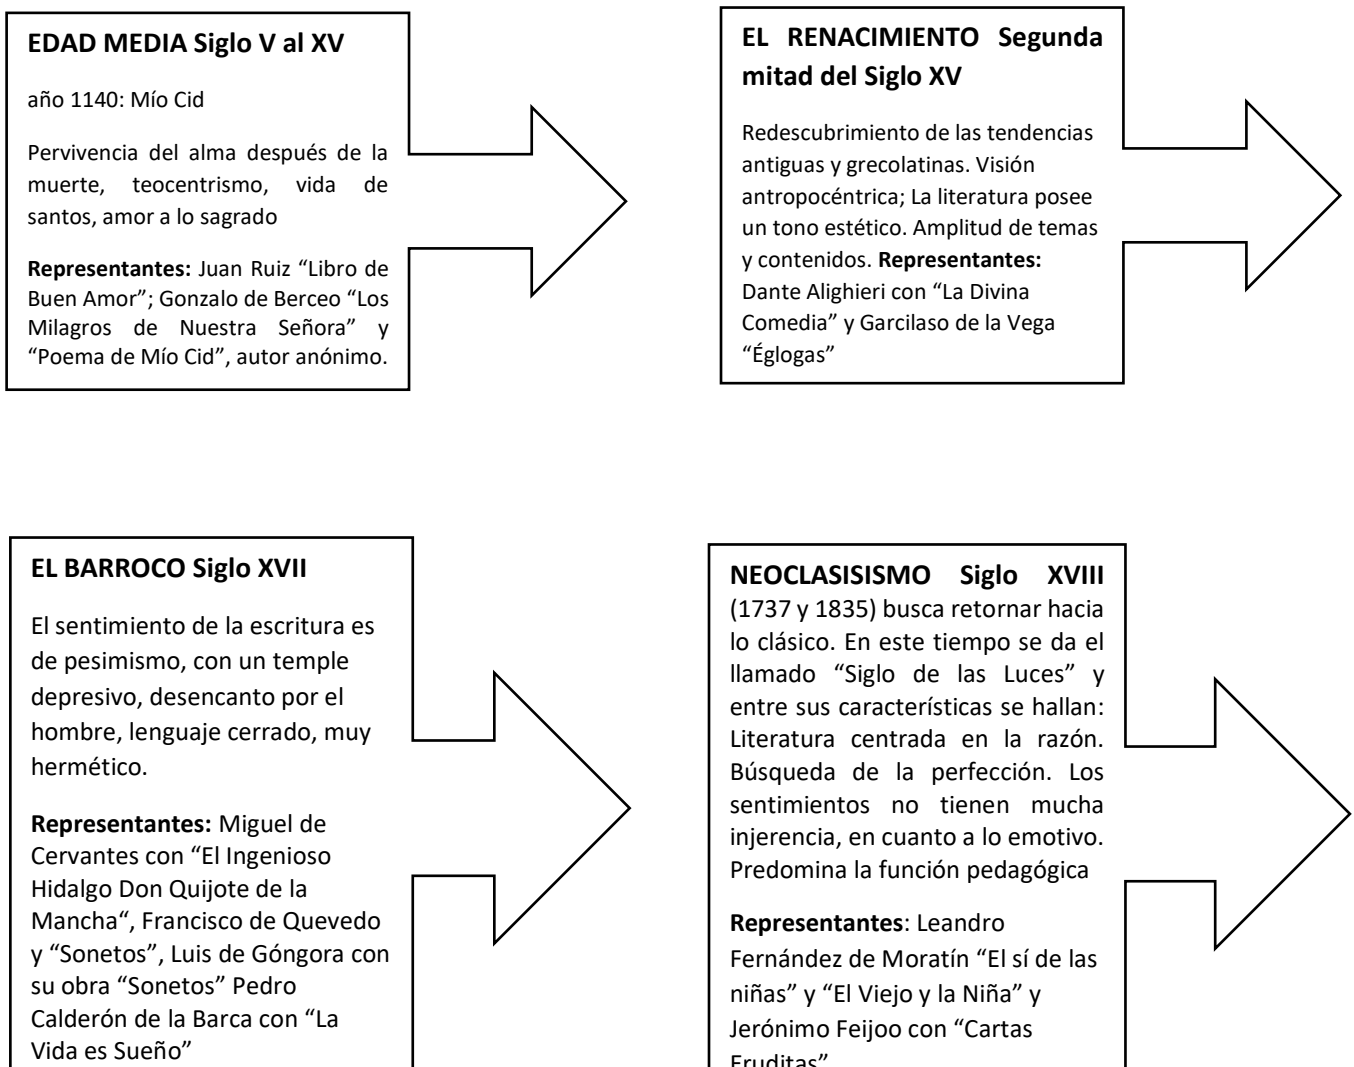 EDAD MEDIA Siglo V al XV
año 1140: Mío Cid
Pervivencia del alma después de la
muerte, teocentrismo, vida de
santos, amor a lo sagrado
Representantes: Juan Ruiz “Libro de
Buen Amor”; Gonzalo de Berceo “Los
Milagros de Nuestra Señora” y
“Poema de Mío Cid”, autor anónimo.
EL RENACIMIENTO Segunda
mitad del Siglo XV
Redescubrimiento de las tendencias
antiguas y grecolatinas. Visión
antropocéntrica; La literatura posee
un tono estético. Amplitud de temas
y contenidos. Representantes:
Dante Alighieri con “La Divina
Comedia” y Garcilaso de la Vega
“Églogas”
EL BARROCO Siglo XVII
El sentimiento de la escritura es
de pesimismo, con un temple
depresivo, desencanto por el
hombre, lenguaje cerrado, muy
hermético.
Representantes: Miguel de
Cervantes con “El Ingenioso
Hidalgo Don Quijote de la
Mancha“, Francisco de Quevedo
y “Sonetos”, Luis de Góngora con
su obra “Sonetos” Pedro
Calderón de la Barca con “La
Vida es Sueño”
NEOCLASISISMO Siglo XVIII
(1737 y 1835) busca retornar hacia
lo clásico. En este tiempo se da el
llamado “Siglo de las Luces” y
entre sus características se hallan:
Literatura centrada en la razón.
Búsqueda de la perfección. Los
sentimientos no tienen mucha
injerencia, en cuanto a lo emotivo.
Predomina la función pedagógica
Representantes: Leandro
Fernández de Moratín “El sí de las
niñas” y “El Viejo y la Niña” y
Jerónimo Feijoo con “Cartas
Eruditas”